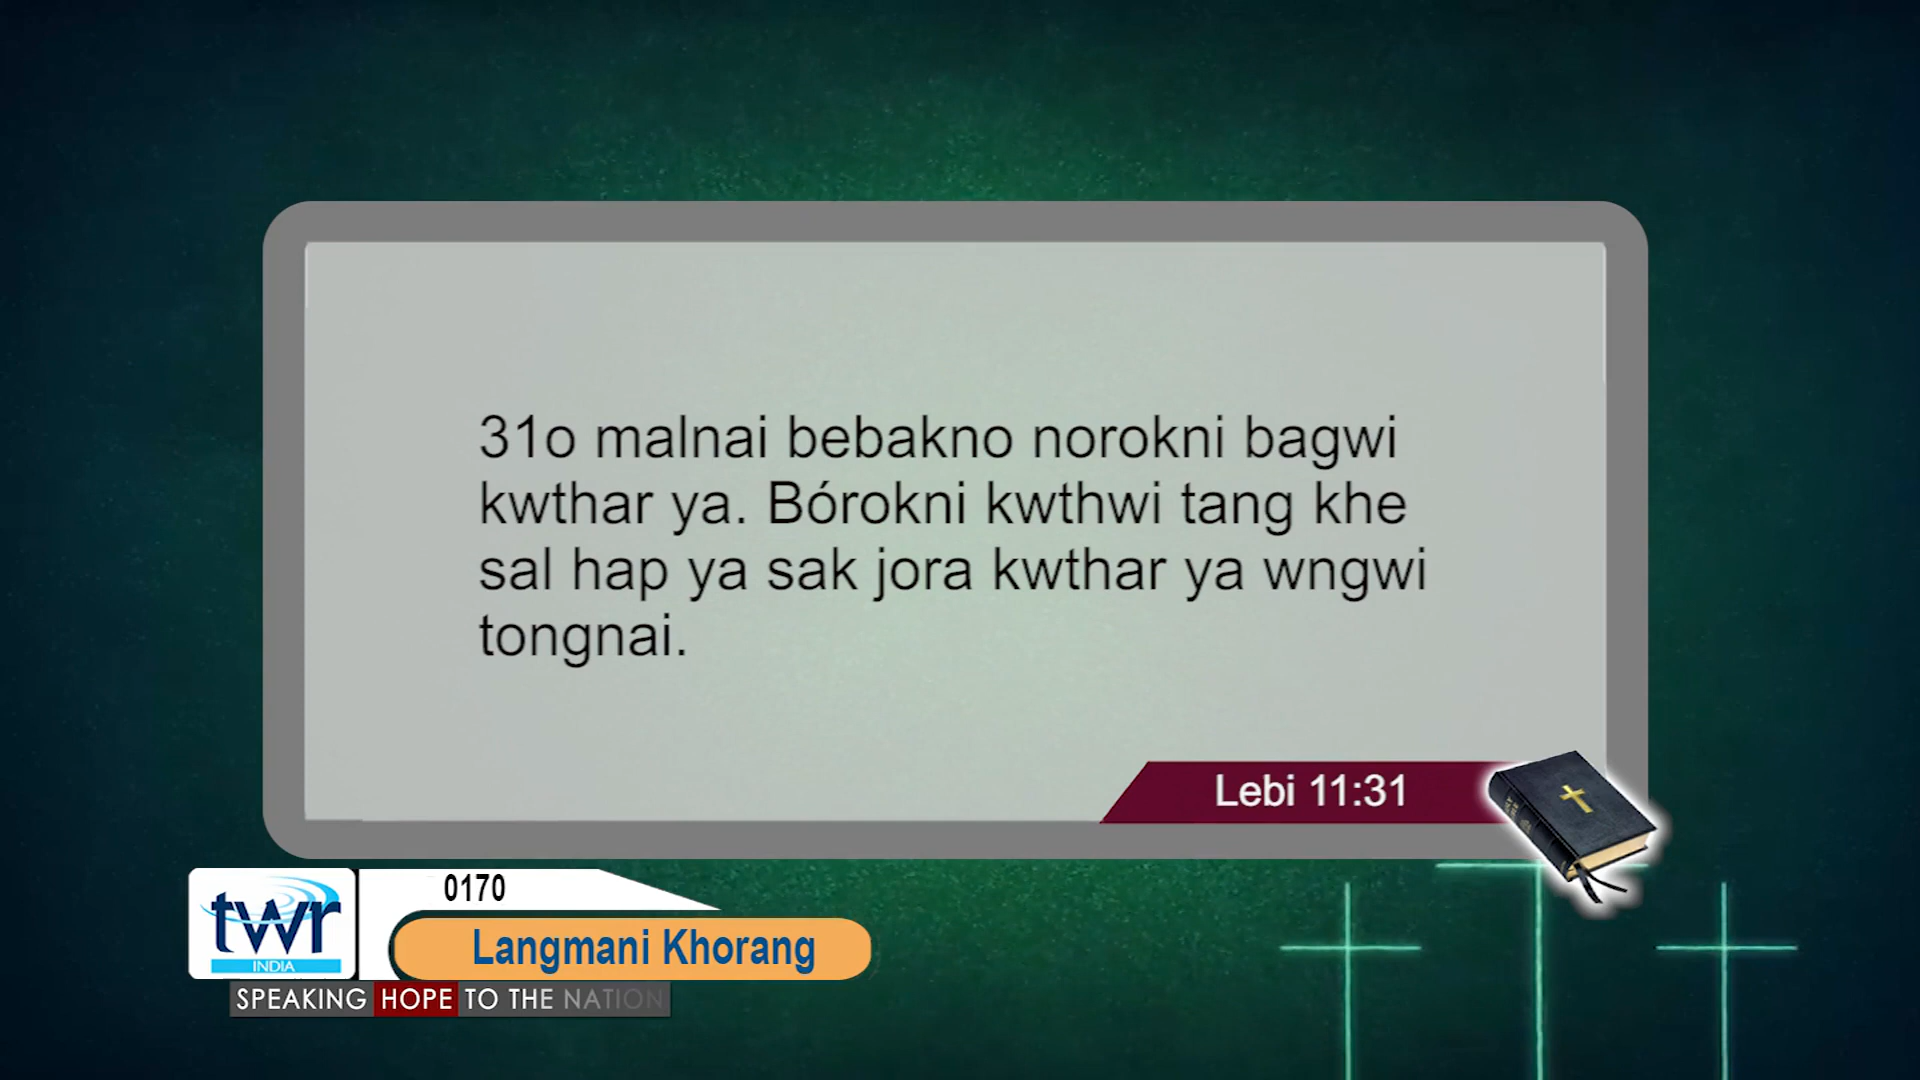 31o malnai bebakno norokni bagwi
kwthar ya. Bórokni kwthwi tang khe
sal hap ya sak jora kwthar ya wngwi
tongnai.
Lebi 11:31
0170
twr
INDIA
Langmani Khorang
SPEAKING HOPE TO THE NATION